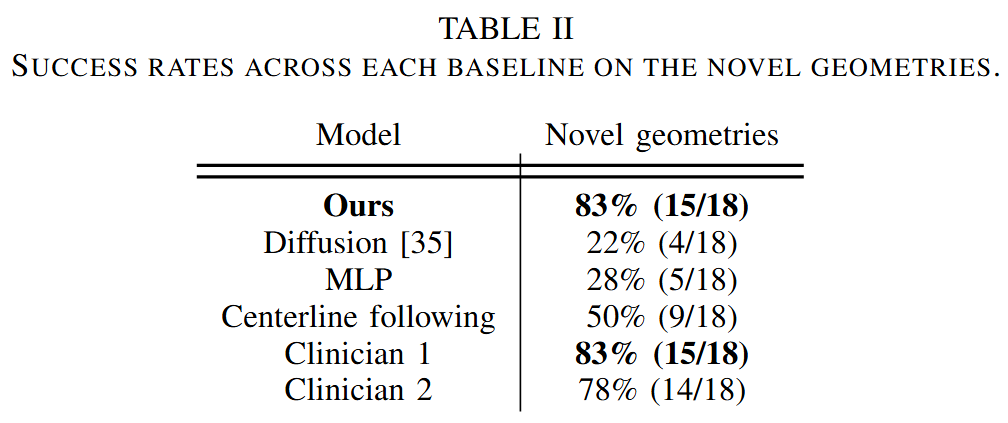 TABLE II
SUCCESS RATES ACROSS EACH BASELINE ON THE NOVEL GEOMETRIES.
Model Novel geometries
Ours 83% (15/18)
Diffusion [35] 22% (4/18)
MLP 28% (5/18)
Centerline following 50% (9/18)
Clinician 1 83% (15/18)
Clinician 2 78% (14/18)